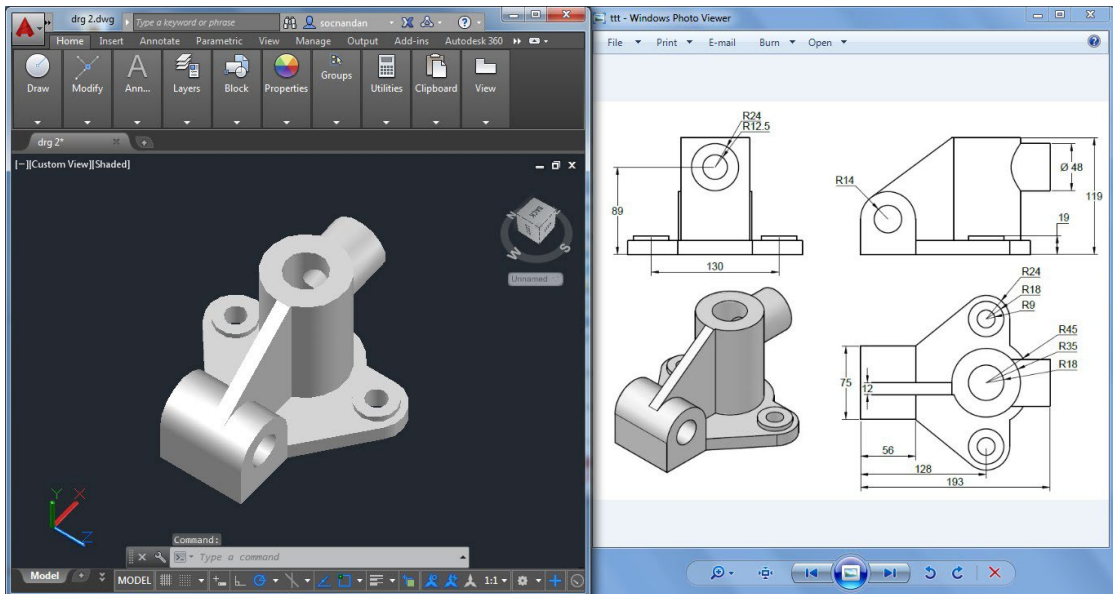 drg 2.dwg
Type a keyword or phrase
socnandan
Home Insert Annotate Parametric View Manage Output Add-ins Autodesk 360
Draw Modify Ann... Layers Block Properties Groups Utilities Clipboard View
drg 2*
[−][Custom View][Shaded]
BACK
N
W
S
Unnamed
Y X
Z
Command:
Type a command
Model
MODEL
1:1
ttt - Windows Photo Viewer
File Print E-mail Burn Open
R24
R12.5
89
130
R14
Ø 48
119
19
R24
R18
R9
R45
R35
R18
75
12
56
128
193